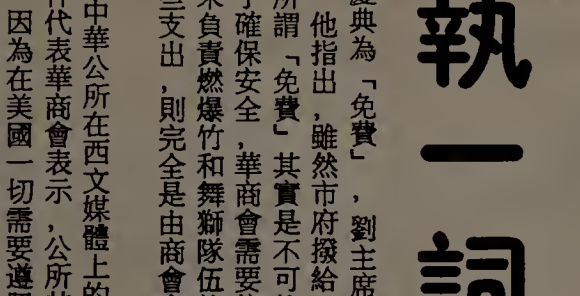 執一詞
慶典為「免費」，劉主席
他指出，雖然市府撥給
所謂「免費」其實是不可
了確保安全，華商會需要
來負責燃爆竹和舞獅隊伍
支出，則完全是由商會
中華公所在西文媒體上的
代表華商會表示，公所
因為在美國一切需要遵